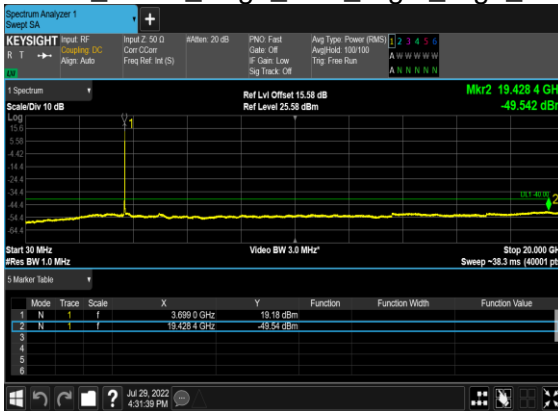 Spectrum Analyzer 1
Swept SA
KEYSIGHT Input: RF Input Z: 50 Ω #Atten: 20 dB PNO: Fast Avg Type: Power (RMS) 1 2 3 4 5 6
R T Coupling: DC Corr CCorr Gate: Off Avg|Hold: 100/100 A W W W W W
Align: Auto Freq Ref: Int (S) IF Gain: Low Trig: Free Run
LW Sig Track: Off A N N N N N
1 Spectrum Ref Lvl Offset 15.58 dB Mkr2 19.428 4 GH
Scale/Div 10 dB Ref Level 25.58 dBm -49.542 dBr
Log
15.6 1
5.58
-4.42
-14.4
-24.4
-34.4 DL1 -40.00 2
-44.4
-54.4
-64.4
Start 30 MHz Video BW 3.0 MHz* Stop 20.000 GH
#Res BW 1.0 MHz Sweep ~38.3 ms (40001 pt
5 Marker Table
Mode Trace Scale X Y Function Function Width Function Value
1 N 1 f 3.699 0 GHz 19.18 dBm
2 N 1 f 19.428 4 GHz -49.54 dBm
3
4
5
6
? Jul 29, 2022
4:31:39 PM